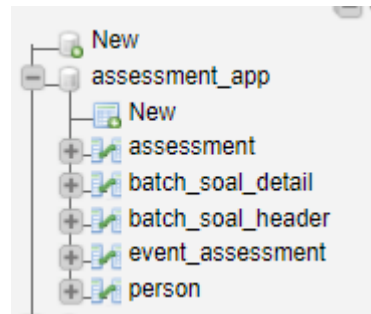 New
assessment_app
New
assessment
batch_soal_detail
batch_soal_header
event_assessment
person